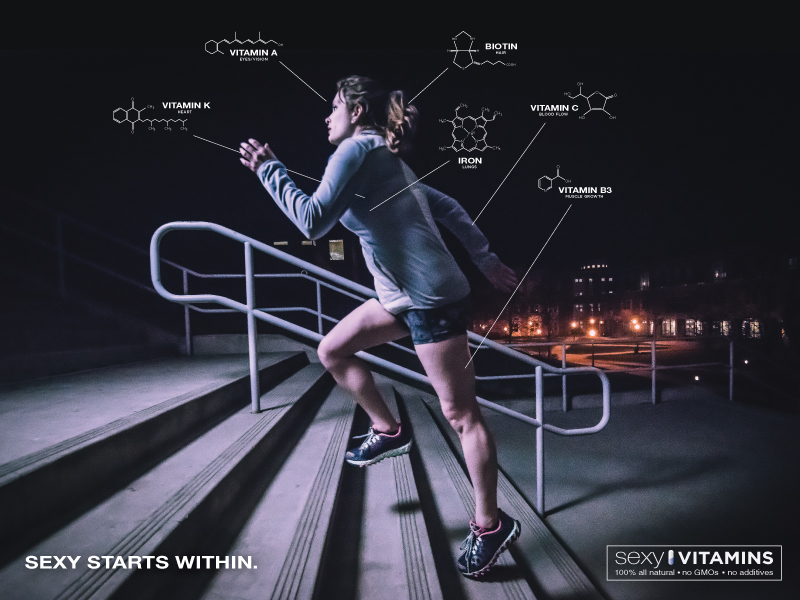 VITAMIN A
EYES/VISION
BIOTIN
HAIR
VITAMIN K
HEART
VITAMIN C
BLOOD FLOW
IRON
LUNGS
VITAMIN B3
MUSCLE GROWTH
SEXY STARTS WITHIN.
sexy VITAMINS
100% all natural • no GMOs • no additives